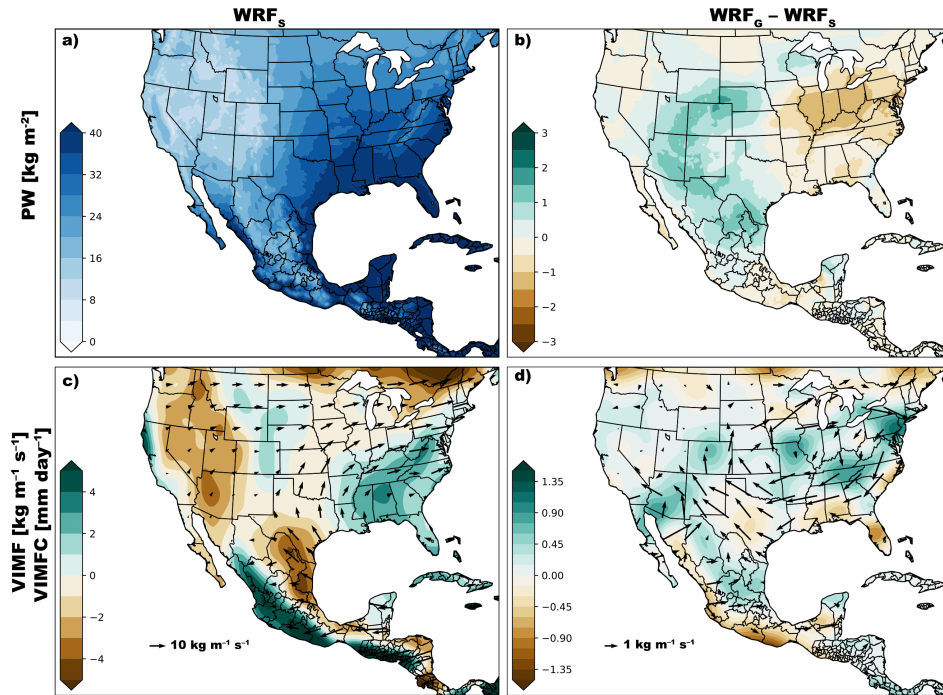 WRFS
WRFG – WRFS
a)
b)
PW [kg m⁻²]
40
32
24
16
8
0
3
2
1
0
−1
−2
−3
c)
d)
VIMF [kg m⁻¹ s⁻¹]
VIMFC [mm day⁻¹]
4
2
0
−2
−4
10 kg m⁻¹ s⁻¹
1.35
0.90
0.45
0.00
−0.45
−0.90
−1.35
1 kg m⁻¹ s⁻¹